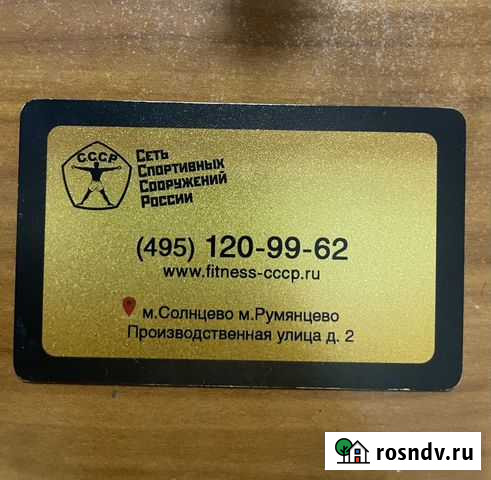 СССР
Сеть
Спортивных
Сооружений
России
(495) 120-99-62
www.fitness-cccp.ru
м.Солнцево м.Румянцево
Производственная улица д. 2
rosndv.ru